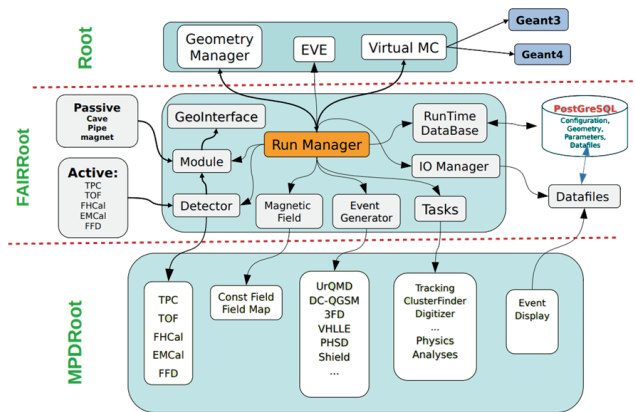 Root
Geometry
Manager
EVE
Virtual MC
Geant3
Geant4
FAIRRoot
Passive
Cave
Pipe
magnet
Active:
TPC
TOF
FHCal
EMCal
FFD
GeoInterface
Module
Detector
Run Manager
Magnetic
Field
Event
Generator
Tasks
RunTime
DataBase
IO Manager
PostGreSQL
Configuration,
Geometry,
Parameters,
Datafiles
Datafiles
MPDRoot
TPC
TOF
FHCal
EMCal
FFD
Const Field
Field Map
UrQMD
DC-QGSM
3FD
VHLLE
PHSD
Shield
...
Tracking
ClusterFinder
Digitizer
...
Physics
Analyses
Event
Display